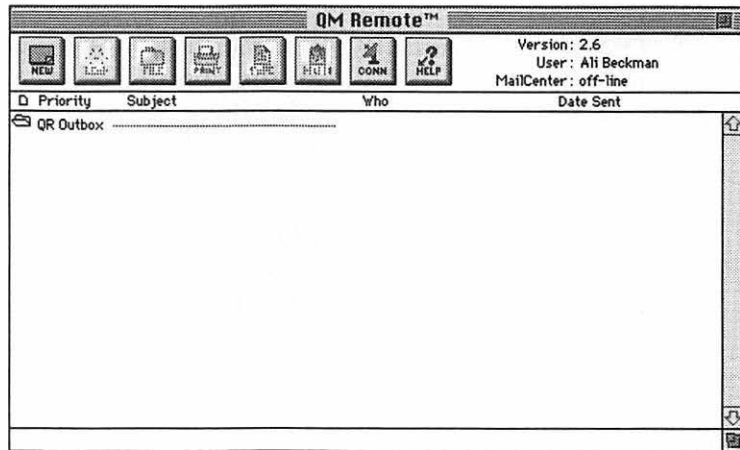 QM Remote™
NEW FILE PRINT CONN HELP
Version: 2.6
User: Ali Beckman
MailCenter: off-line
Priority Subject Who Date Sent
QR Outbox